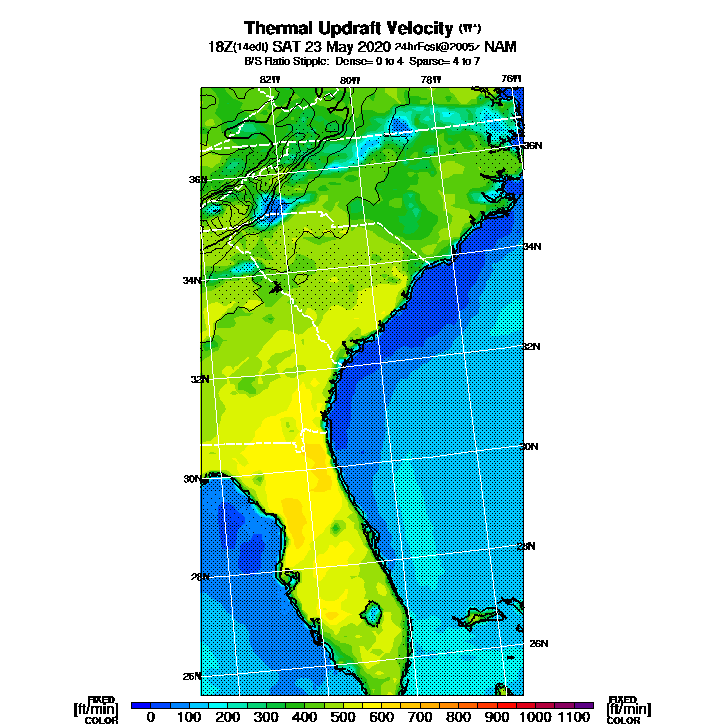 Thermal Updraft Velocity (W*)
18Z(14edt) SAT 23 May 2020 24hrFcst@2005z NAM
B/S Ratio Stipple: Dense= 0 to 4 Sparse= 4 to 7
82W 80W 78W 76W
36N
36N
34N
34N
32N
32N
30N
30N
28N
28N
26N
26N
FIXED FIXED
[ft/min] 0 100 200 300 400 500 600 700 800 900 1000 1100 [ft/min]
COLOR COLOR